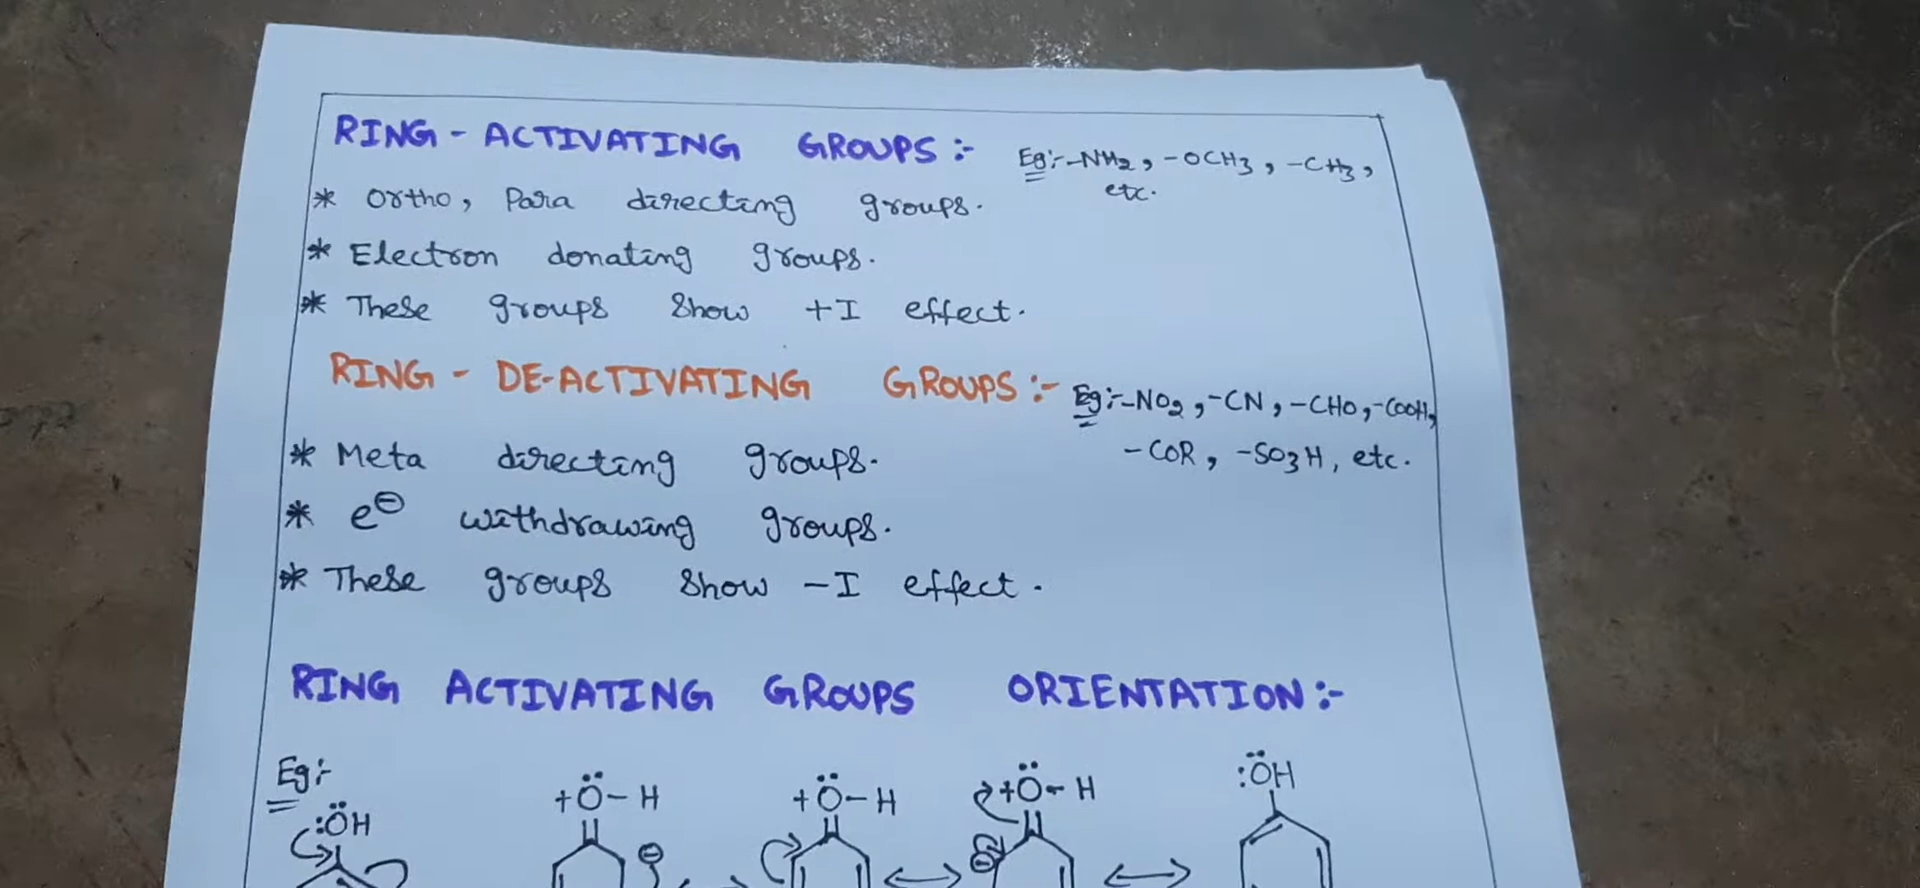 RING - ACTIVATING GROUPS :-
Eg:- -NH2, -OCH3, -CH3,
etc.
* Ortho, Para directing groups.
* Electron donating groups.
* These groups show +I effect.
RING - DE-ACTIVATING GROUPS :-
Eg:- -NO2, -CN, -CHO, -COOH,
-COR, -SO3H, etc.
* Meta directing groups.
* e⊖ withdrawing groups.
* These groups show -I effect.
RING ACTIVATING GROUPS ORIENTATION :-
Eg:-
:ÖH +Ö-H +Ö-H +Ö-H :ÖH
⊖ ⊖